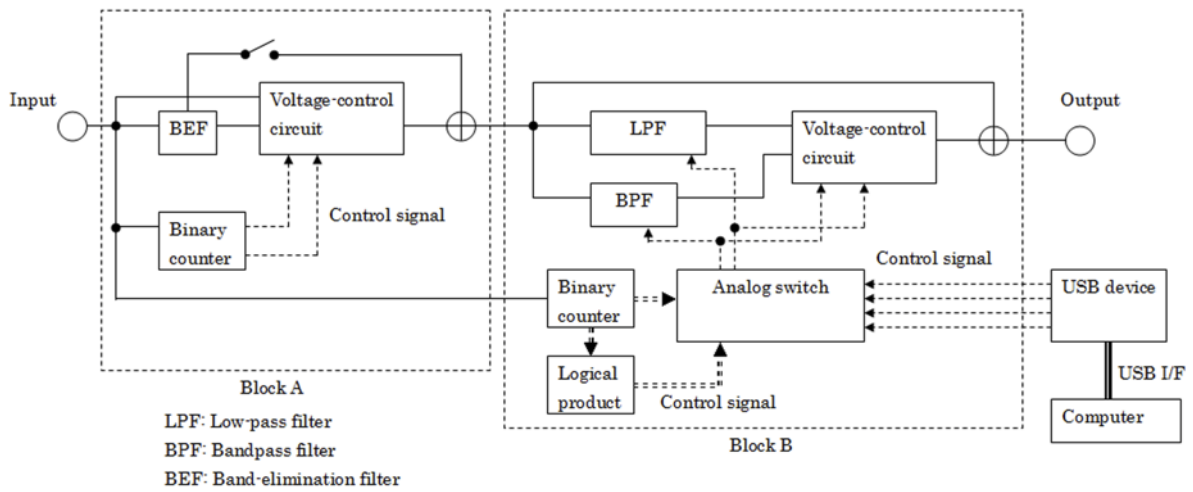 Input
BEF
Voltage-control
circuit
Binary
counter
Control signal
Block A
LPF
BPF
Voltage-control
circuit
Output
Binary
counter
Analog switch
Logical
product
Control signal
Control signal
USB device
USB I/F
Computer
Block B
LPF: Low-pass filter
BPF: Bandpass filter
BEF: Band-elimination filter